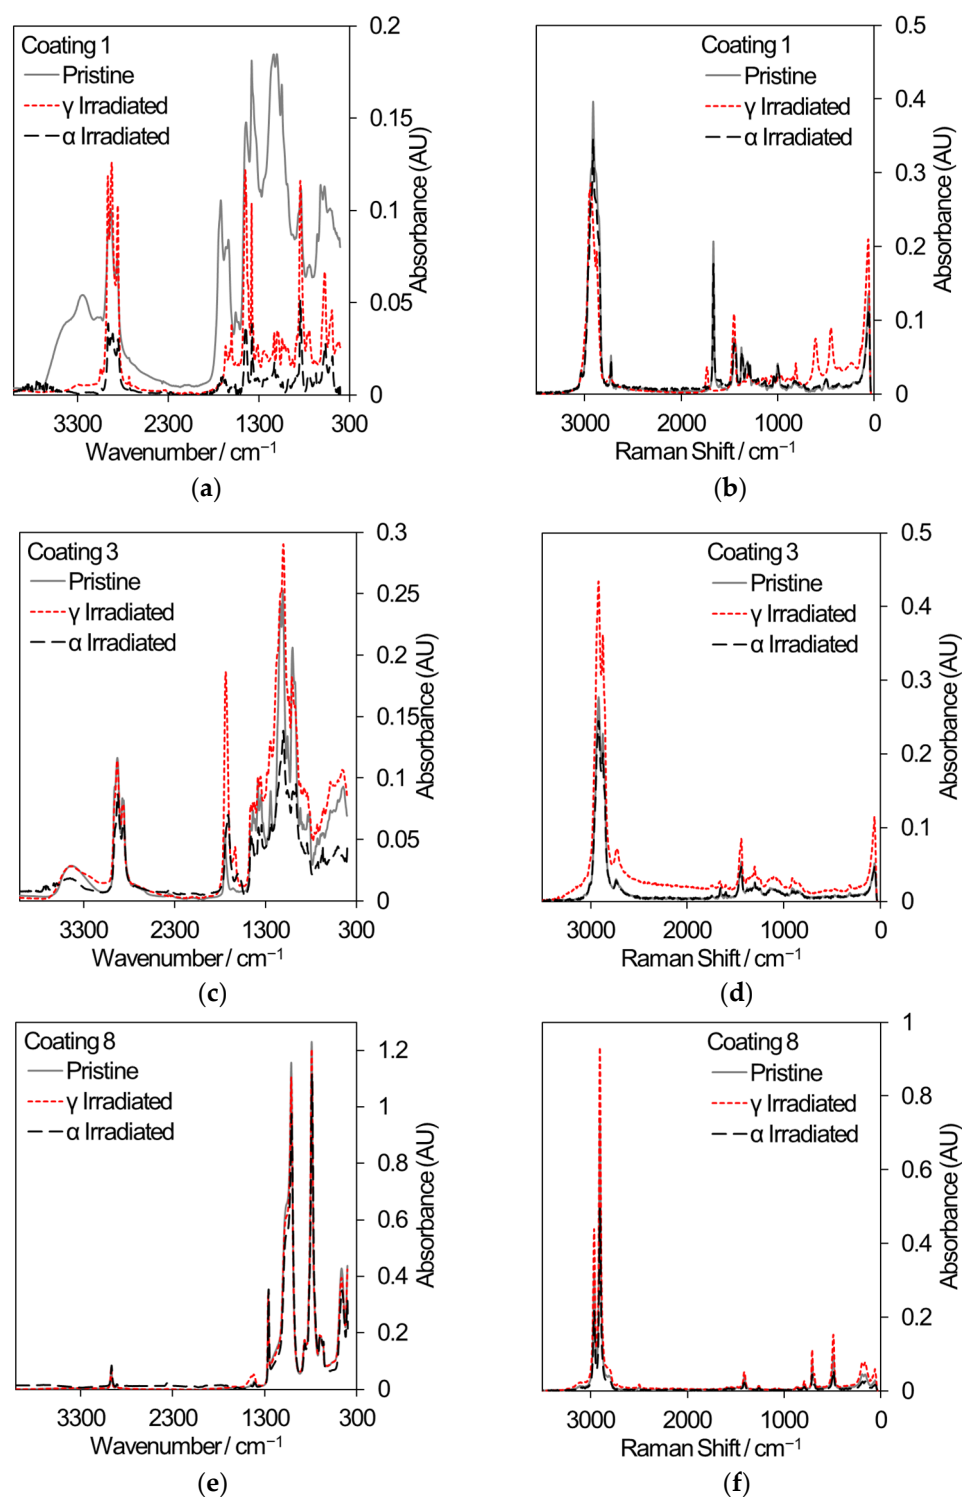 Coating 1
Pristine
γ Irradiated
α Irradiated
0.2
0.15
0.1
0.05
0
Absorbance (AU)
3300 2300 1300 300
Wavenumber / cm⁻¹
(a)
Coating 1
Pristine
γ Irradiated
α Irradiated
0.5
0.4
0.3
0.2
0.1
0
Absorbance (AU)
3000 2000 1000 0
Raman Shift / cm⁻¹
(b)
Coating 3
Pristine
γ Irradiated
α Irradiated
0.3
0.25
0.2
0.15
0.1
0.05
0
Absorbance (AU)
3300 2300 1300 300
Wavenumber / cm⁻¹
(c)
Coating 3
Pristine
γ Irradiated
α Irradiated
0.5
0.4
0.3
0.2
0.1
0
Absorbance (AU)
3000 2000 1000 0
Raman Shift / cm⁻¹
(d)
Coating 8
Pristine
γ Irradiated
α Irradiated
1.2
1
0.8
0.6
0.4
0.2
0
Absorbance (AU)
3300 2300 1300 300
Wavenumber / cm⁻¹
(e)
Coating 8
Pristine
γ Irradiated
α Irradiated
1
0.8
0.6
0.4
0.2
0
Absorbance (AU)
3000 2000 1000 0
Raman Shift / cm⁻¹
(f)